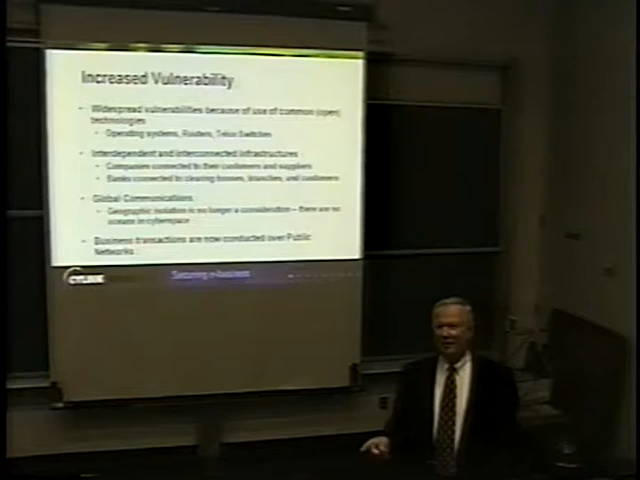 Increased Vulnerability
Widespread vulnerabilities because of use of common (open)
technologies
Operating systems, Routers, Telco Switches
Interdependent and interconnected infrastructures
Companies connected to their customers and suppliers
Banks connected to clearing houses, branches, and customers
Global Communications
Geographic isolation is no longer a consideration – there are no
oceans in cyberspace
Business transactions are now conducted over Public
Networks
CYLINK
Securing e-business